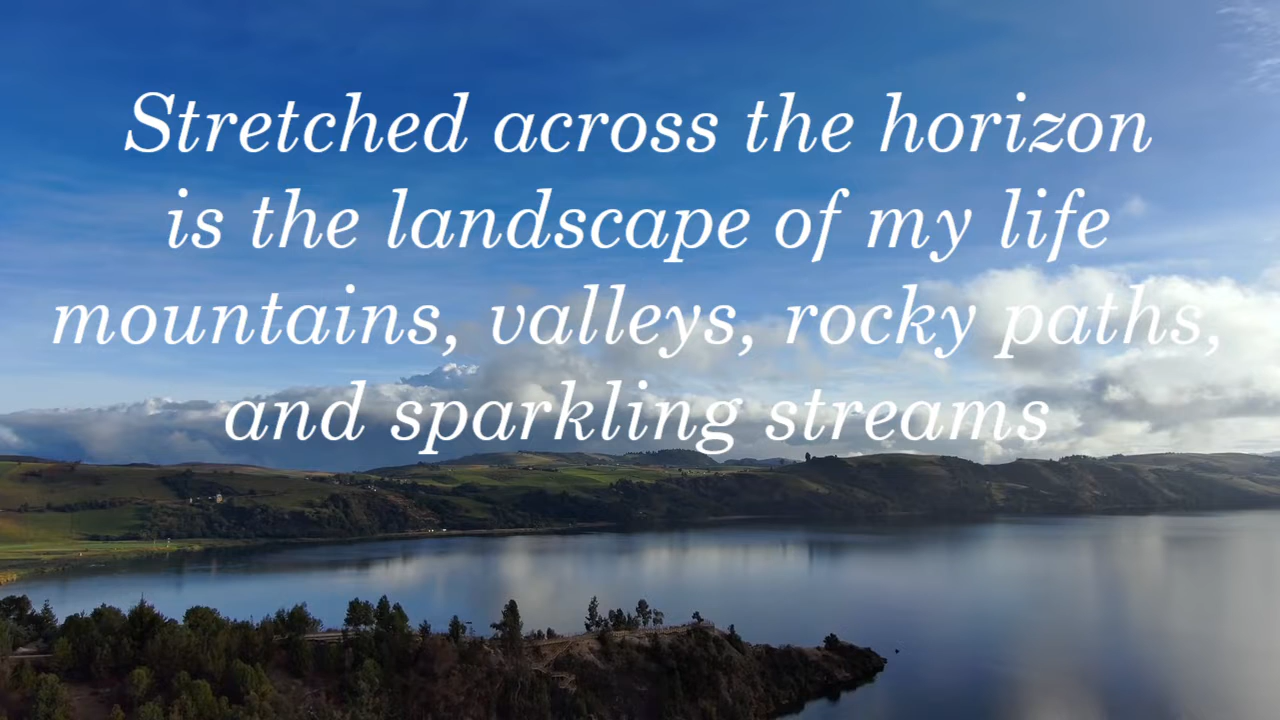 Stretched across the horizon
is the landscape of my life
mountains, valleys, rocky paths,
and sparkling streams